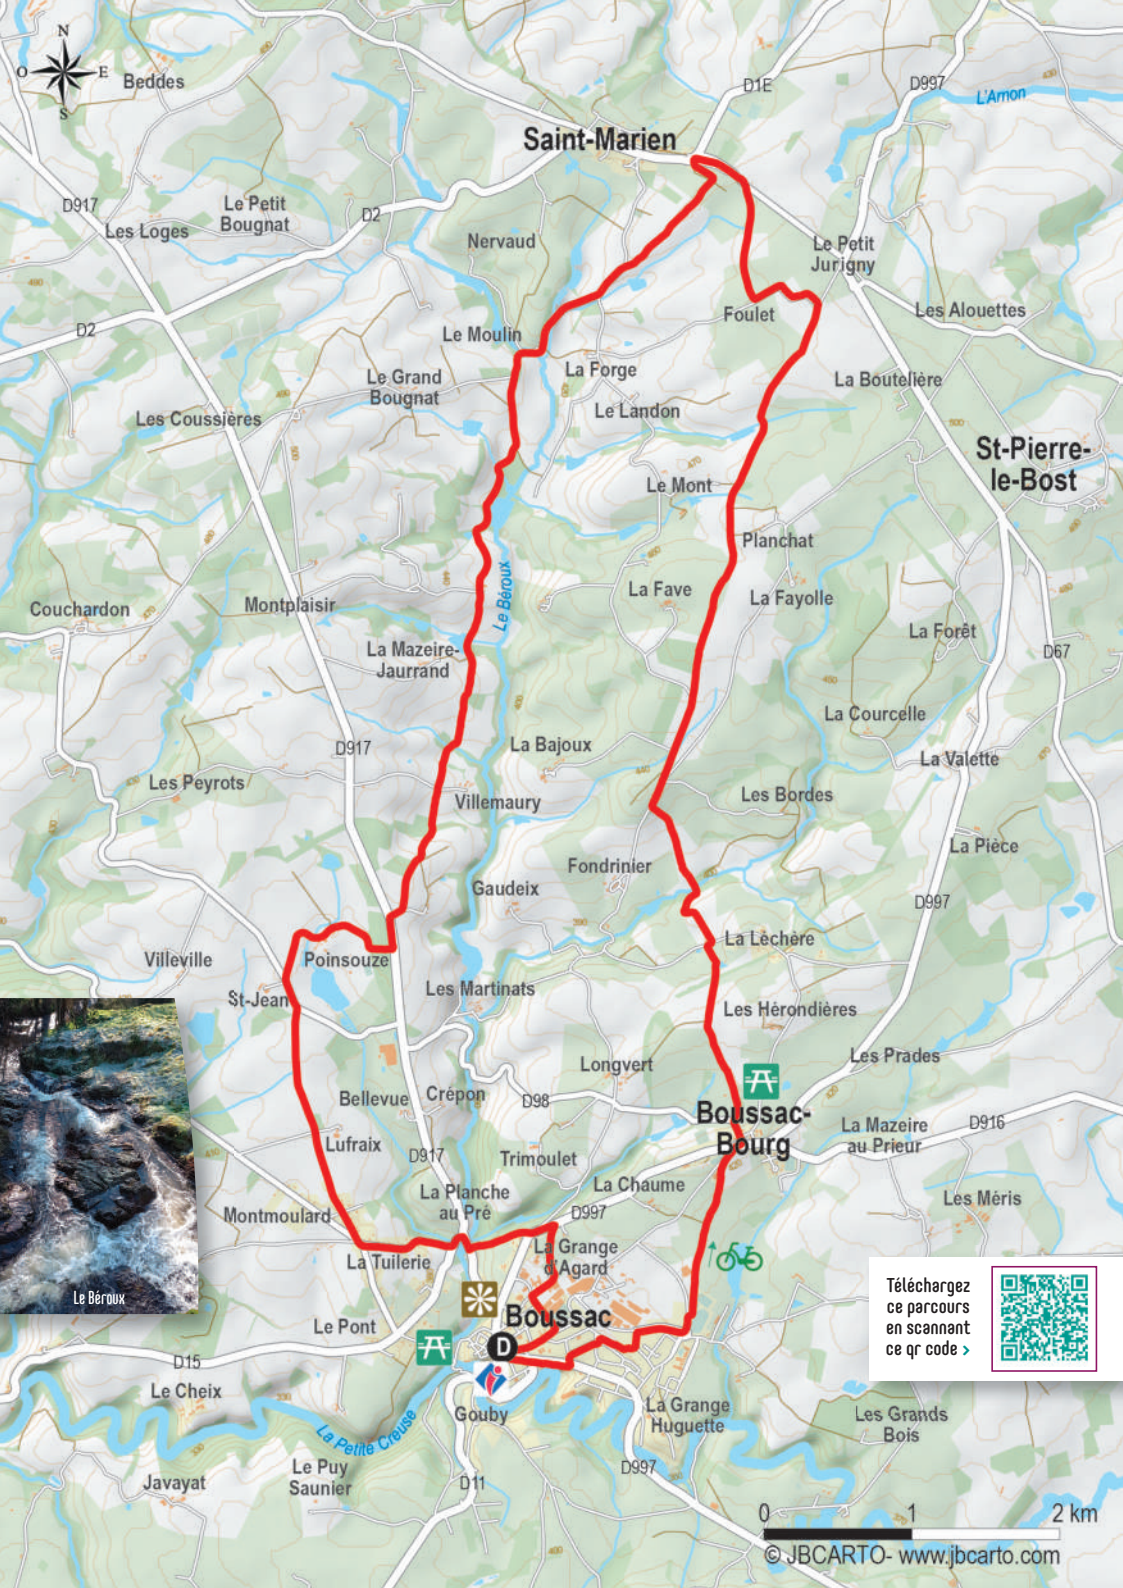 N
O
E
S
Beddes
D1E
D997
L'Arnon
Saint-Marien
D917
Les Loges
Le Petit
Bougnat
D2
Nervaud
Le Petit
Jurigny
D2
Le Moulin
Foulet
Les Alouettes
Le Grand
Bougnat
La Forge
La Boutelière
Les Coussières
Le Landon
St-Pierre-
le-Bost
Le Mont
Planchat
Le Béroux
La Fave
La Fayolle
Couchardon
Montplaisir
La Forêt
La Mazeire-
Jaurrand
D67
La Courcelle
D917
La Bajoux
La Valette
Les Peyrots
Villemaury
Les Bordes
La Pièce
Fondrinier
Gaudeix
D997
La Lèchère
Villeville
Poinsouze
St-Jean
Les Martinats
Les Hérondières
Longvert
Les Prades
Bellevue
Crépon
D98
Boussac-
Bourg
La Mazeire
au Prieur
D916
Lufraix
D917
Trimoulet
La Planche
au Pré
La Chaume
Les Méris
Montmoulard
D997
La Tuilerie
La Grange
d'Agard
Le Béroux
Téléchargez
ce parcours
en scannant
ce qr code >
Le Pont
Boussac
D
D15
Le Cheix
La Petite Creuse
Gouby
La Grange
Huguette
Les Grands
Bois
Javayat
Le Puy
Saunier
D11
D997
0 1 2 km
© JBCARTO- www.jbcarto.com